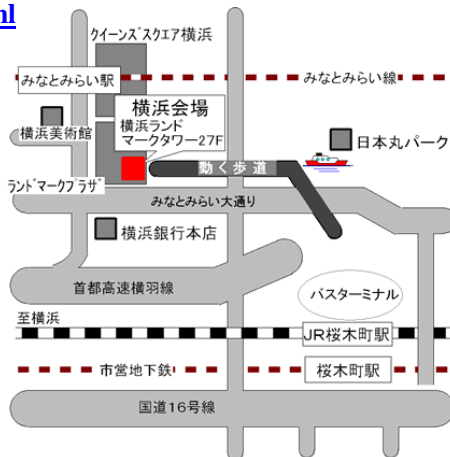 ml
クイーンズスクエア横浜
みなとみらい駅
みなとみらい線
横浜会場
横浜ランド
マークタワー27F
横浜美術館
日本丸パーク
動く歩道
ランドマークプラザ
みなとみらい大通り
横浜銀行本店
首都高速横羽線
バスターミナル
至横浜
JR桜木町駅
市営地下鉄
桜木町駅
国道16号線